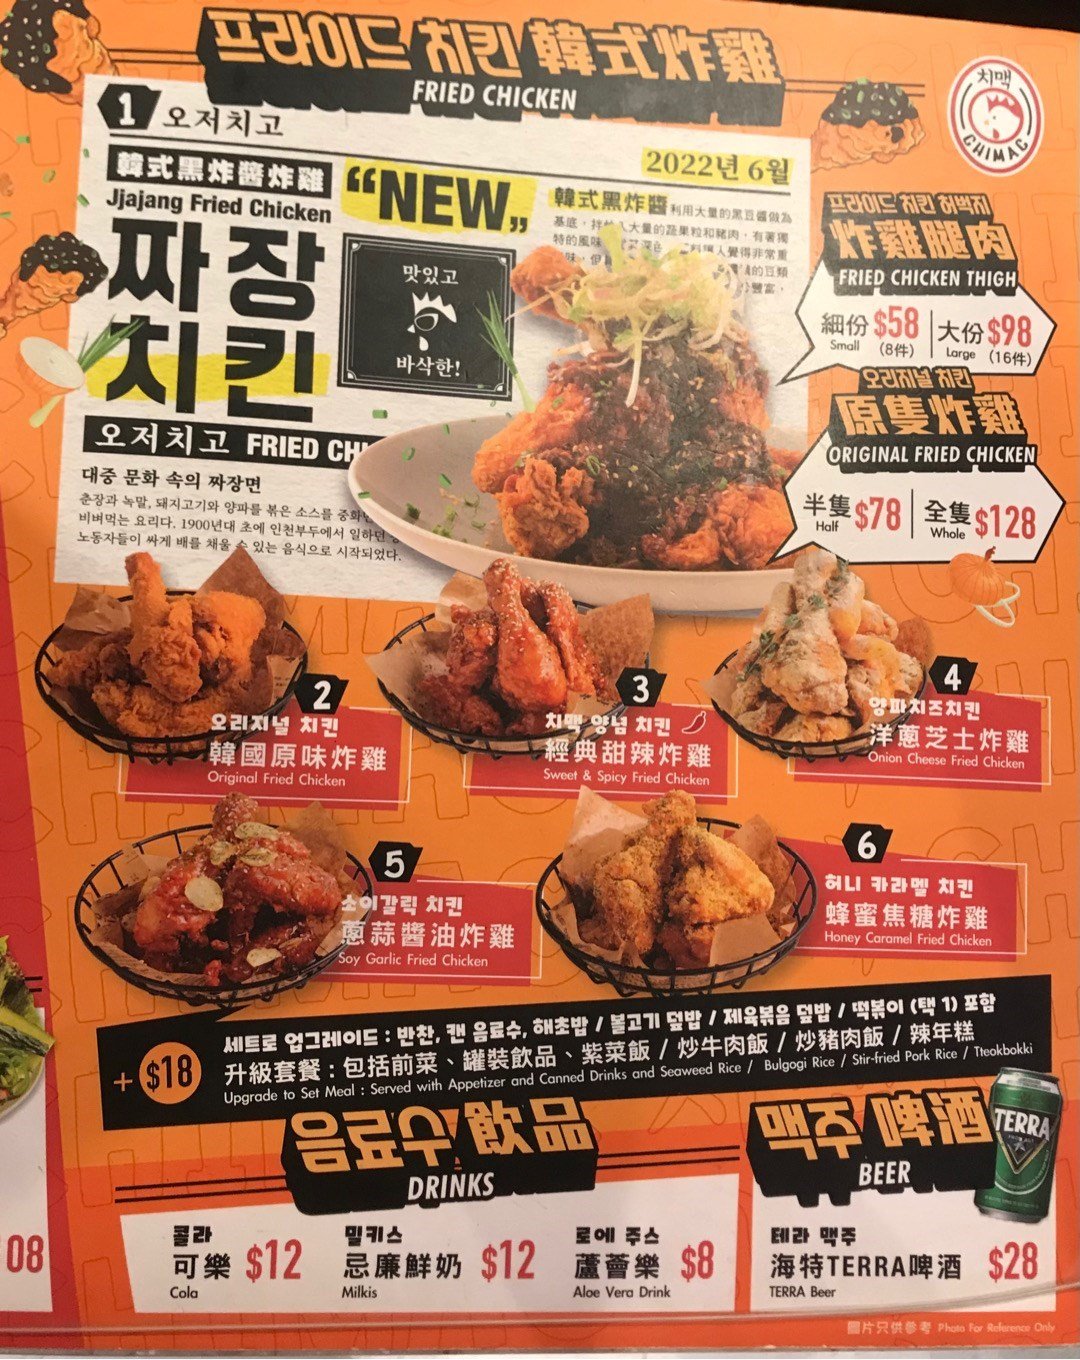 프라이드 치킨 韓式炸雞
FRIED CHICKEN
치맥
CHIMAC
1 오저치고
韓式黑炸醬炸雞
Jjajang Fried Chicken
짜장
치킨
"NEW"
2022년 6월
맛있고
바삭한!
韓式黑炸醬 利用大量的黑豆醬做為
基底，拌 入大量的蔬果粒和豬肉，有著獨
特的風味
人覺得非常重
味，但
的豆類
豐富，
오저치고 FRIED
대중 문화 속의 짜장면
춘장과 녹말, 돼지고기와 양파를 볶은 소스를
비벼먹는 요리다. 1900년대 초에 인천부두에서 일하던
노동자들이 싸게 배를 채울 수 있는 음식으로 시작되었다.
프라이드 치킨 허벅지
炸雞腿肉
FRIED CHICKEN THIGH
細份 $58 大份 $98
Small (8件) Large (16件)
오리지널 치킨
原隻炸雞
ORIGINAL FRIED CHICKEN
半隻 $78 全隻 $128
Half Whole
2
오리지널 치킨
韓國原味炸雞
Original Fried Chicken
3
치맥 양념 치킨
經典甜辣炸雞
Sweet & Spicy Fried Chicken
4
양파치즈치킨
洋蔥芝士炸雞
Onion Cheese Fried Chicken
5
소이갈릭 치킨
蔥蒜醬油炸雞
Soy Garlic Fried Chicken
6
허니 카라멜 치킨
蜂蜜焦糖炸雞
Honey Caramel Fried Chicken
+ $18
세트로 업그레이드 : 반찬, 캔 음료수, 해초밥 / 불고기 덮밥 / 제육볶음 덮밥 / 떡볶이 (택 1) 포함
升級套餐：包括前菜、罐裝飲品、紫菜飯 / 炒牛肉飯 / 炒豬肉飯 / 辣年糕
Upgrade to Set Meal : Served with Appetizer and Canned Drinks and Seaweed Rice / Bulgogi Rice / Stir-fried Pork Rice / Tteokbokki
음료수 飲品
DRINKS
콜라
可樂 $12
Cola
밀키스
忌廉鮮奶 $12
Milkis
로에 주스
蘆薈樂 $8
Aloe Vera Drink
맥주 啤酒
BEER
TERRA
테라 맥주
海特TERRA啤酒 $28
TERRA Beer
08
圖片只供參考 Photo For Reference Only